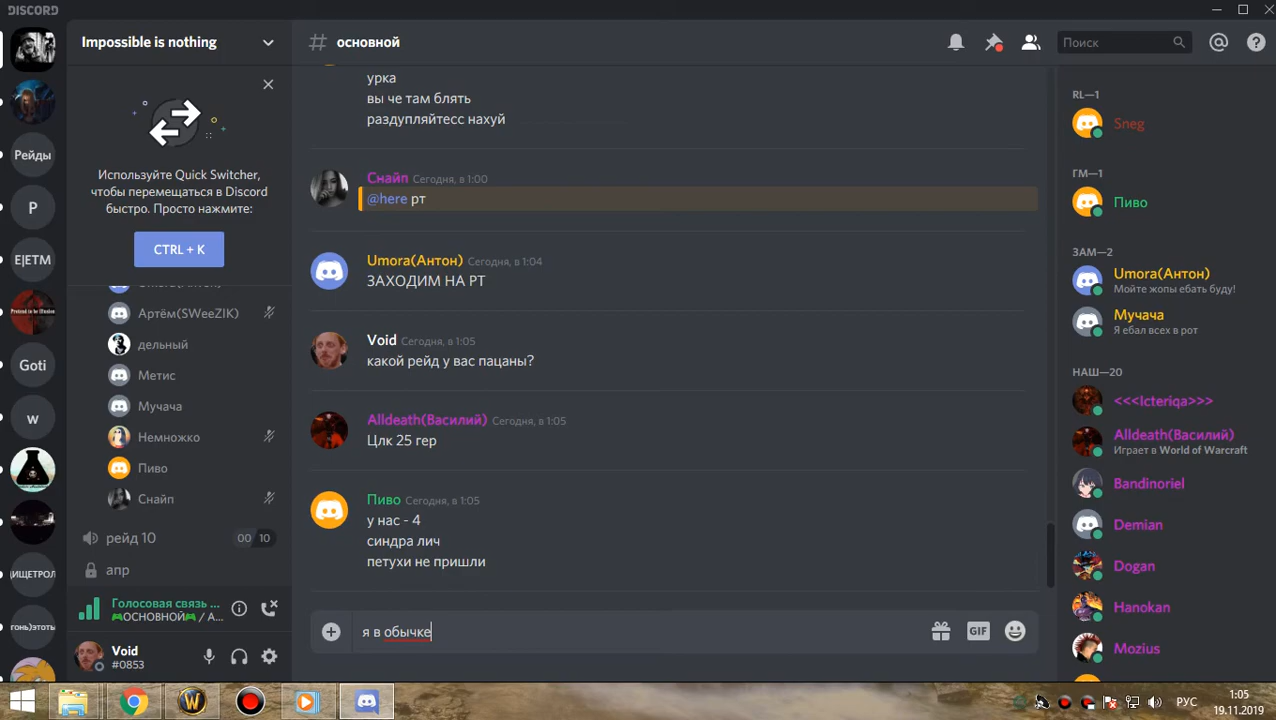 DISCORD
Impossible is nothing
Используйте Quick Switcher,
чтобы перемещаться в Discord
быстро. Просто нажмите:
CTRL + K
Артём(SWeeZIK)
дельный
Метис
Мучача
Немножко
Пиво
Снайп
рейд 10
00 / 10
апр
Голосовая связь ...
ОСНОВНОЙ / А...
Void
#0853
Рейды
P
E|ETM
Goti
w
# основной
Поиск
урка
вы че там блять
раздупляйтесс нахуй
Снайп Сегодня, в 1:00
@here рт
Umora(Антон) Сегодня, в 1:04
ЗАХОДИМ НА РТ
Void Сегодня, в 1:05
какой рейд у вас пацаны?
Alldeath(Василий) Сегодня, в 1:05
Цлк 25 гер
Пиво Сегодня, в 1:05
у нас - 4
синдра лич
петухи не пришли
я в обычке
GIF
RL—1
Sneg
ГМ—1
Пиво
ЗАМ—2
Umora(Антон)
Мойте жопы ебать буду!
Мучача
Я ебал всех в рот
НАШ—20
<<<Icteriqa>>>
Alldeath(Василий)
Играет в World of Warcraft
Bandinoriel
Demian
Dogan
Hanokan
Mozius
РУС
1:05
19.11.2019